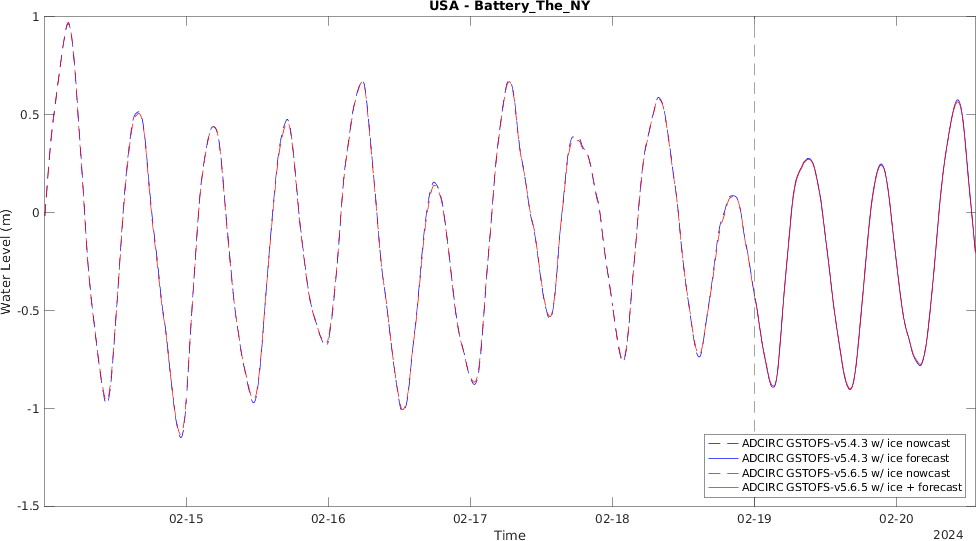 USA - Battery_The_NY
1
0.5
0
-0.5
-1
-1.5
Water Level (m)
02-15
02-16
02-17
02-18
02-19
02-20
Time
2024
ADCIRC GSTOFS-v5.4.3 w/ ice nowcast
ADCIRC GSTOFS-v5.4.3 w/ ice forecast
ADCIRC GSTOFS-v5.6.5 w/ ice nowcast
ADCIRC GSTOFS-v5.6.5 w/ ice + forecast